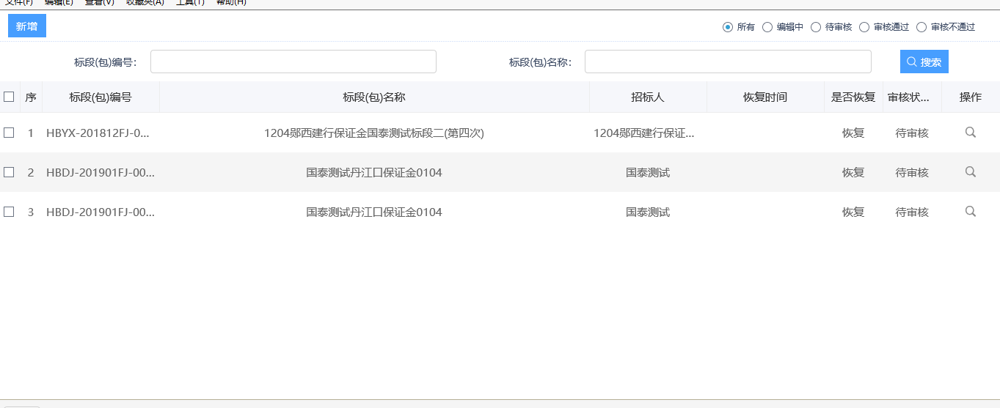 文件(F) 编辑(E) 查看(V) 收藏夹(A) 工具(T) 帮助(H)
新增 所有 编辑中 待审核 审核通过 审核不通过
标段(包)编号： 标段(包)名称： 搜索
序 标段(包)编号 标段(包)名称 招标人 恢复时间 是否恢复 审核状... 操作
1 HBYX-201812FJ-0... 1204郧西建行保证金国泰测试标段二(第四次) 1204郧西建行保证... 恢复 待审核
2 HBDJ-201901FJ-00... 国泰测试丹江口保证金0104 国泰测试 恢复 待审核
3 HBDJ-201901FJ-00... 国泰测试丹江口保证金0104 国泰测试 恢复 待审核